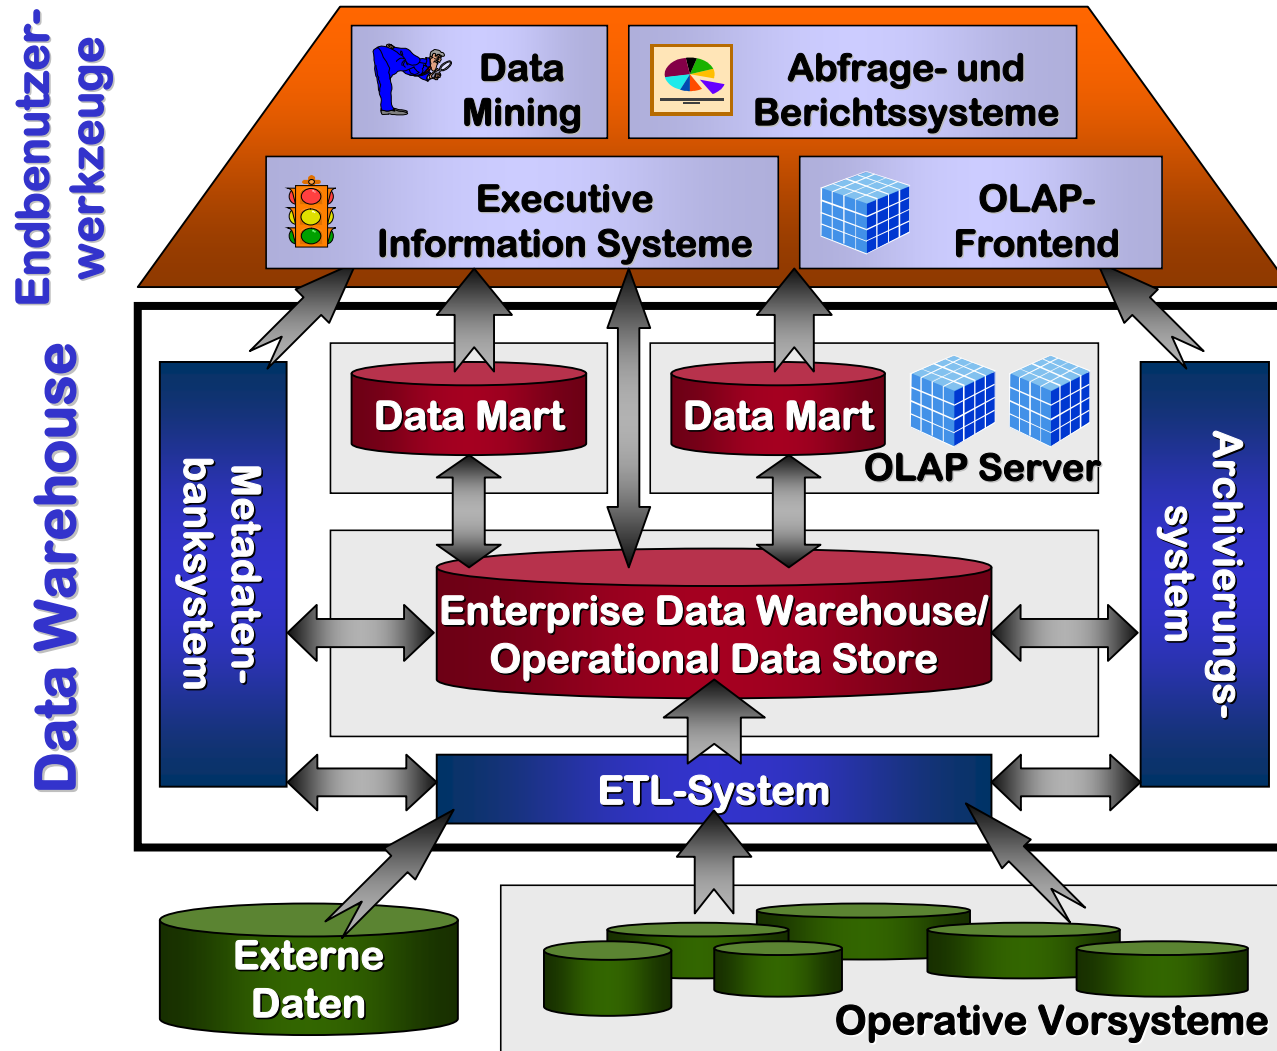 Endbenutzer-
werkzeuge
Data
Mining
Abfrage- und
Berichtssysteme
Executive
Information Systeme
OLAP-
Frontend
Data Warehouse
Data Mart
Data Mart
OLAP Server
Metadaten-
banksystem
Archivierungs-
system
Enterprise Data Warehouse/
Operational Data Store
ETL-System
Externe
Daten
Operative Vorsysteme